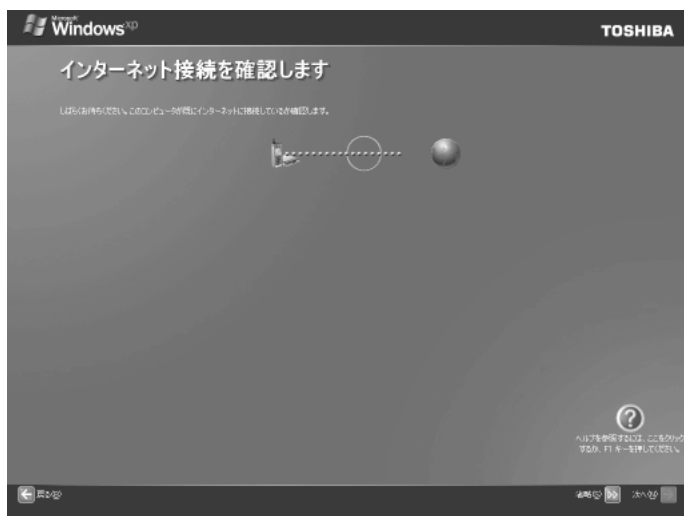 Microsoft
Windows xp
TOSHIBA
インターネット接続を確認します
しばらくお待ちください。このコンピュータが既にインターネットに接続しているか確認します。
?
ヘルプを参照するには、ここをクリック
するか、F1 キーを押してください。
戻る(B)
省略(S)
次へ(N)